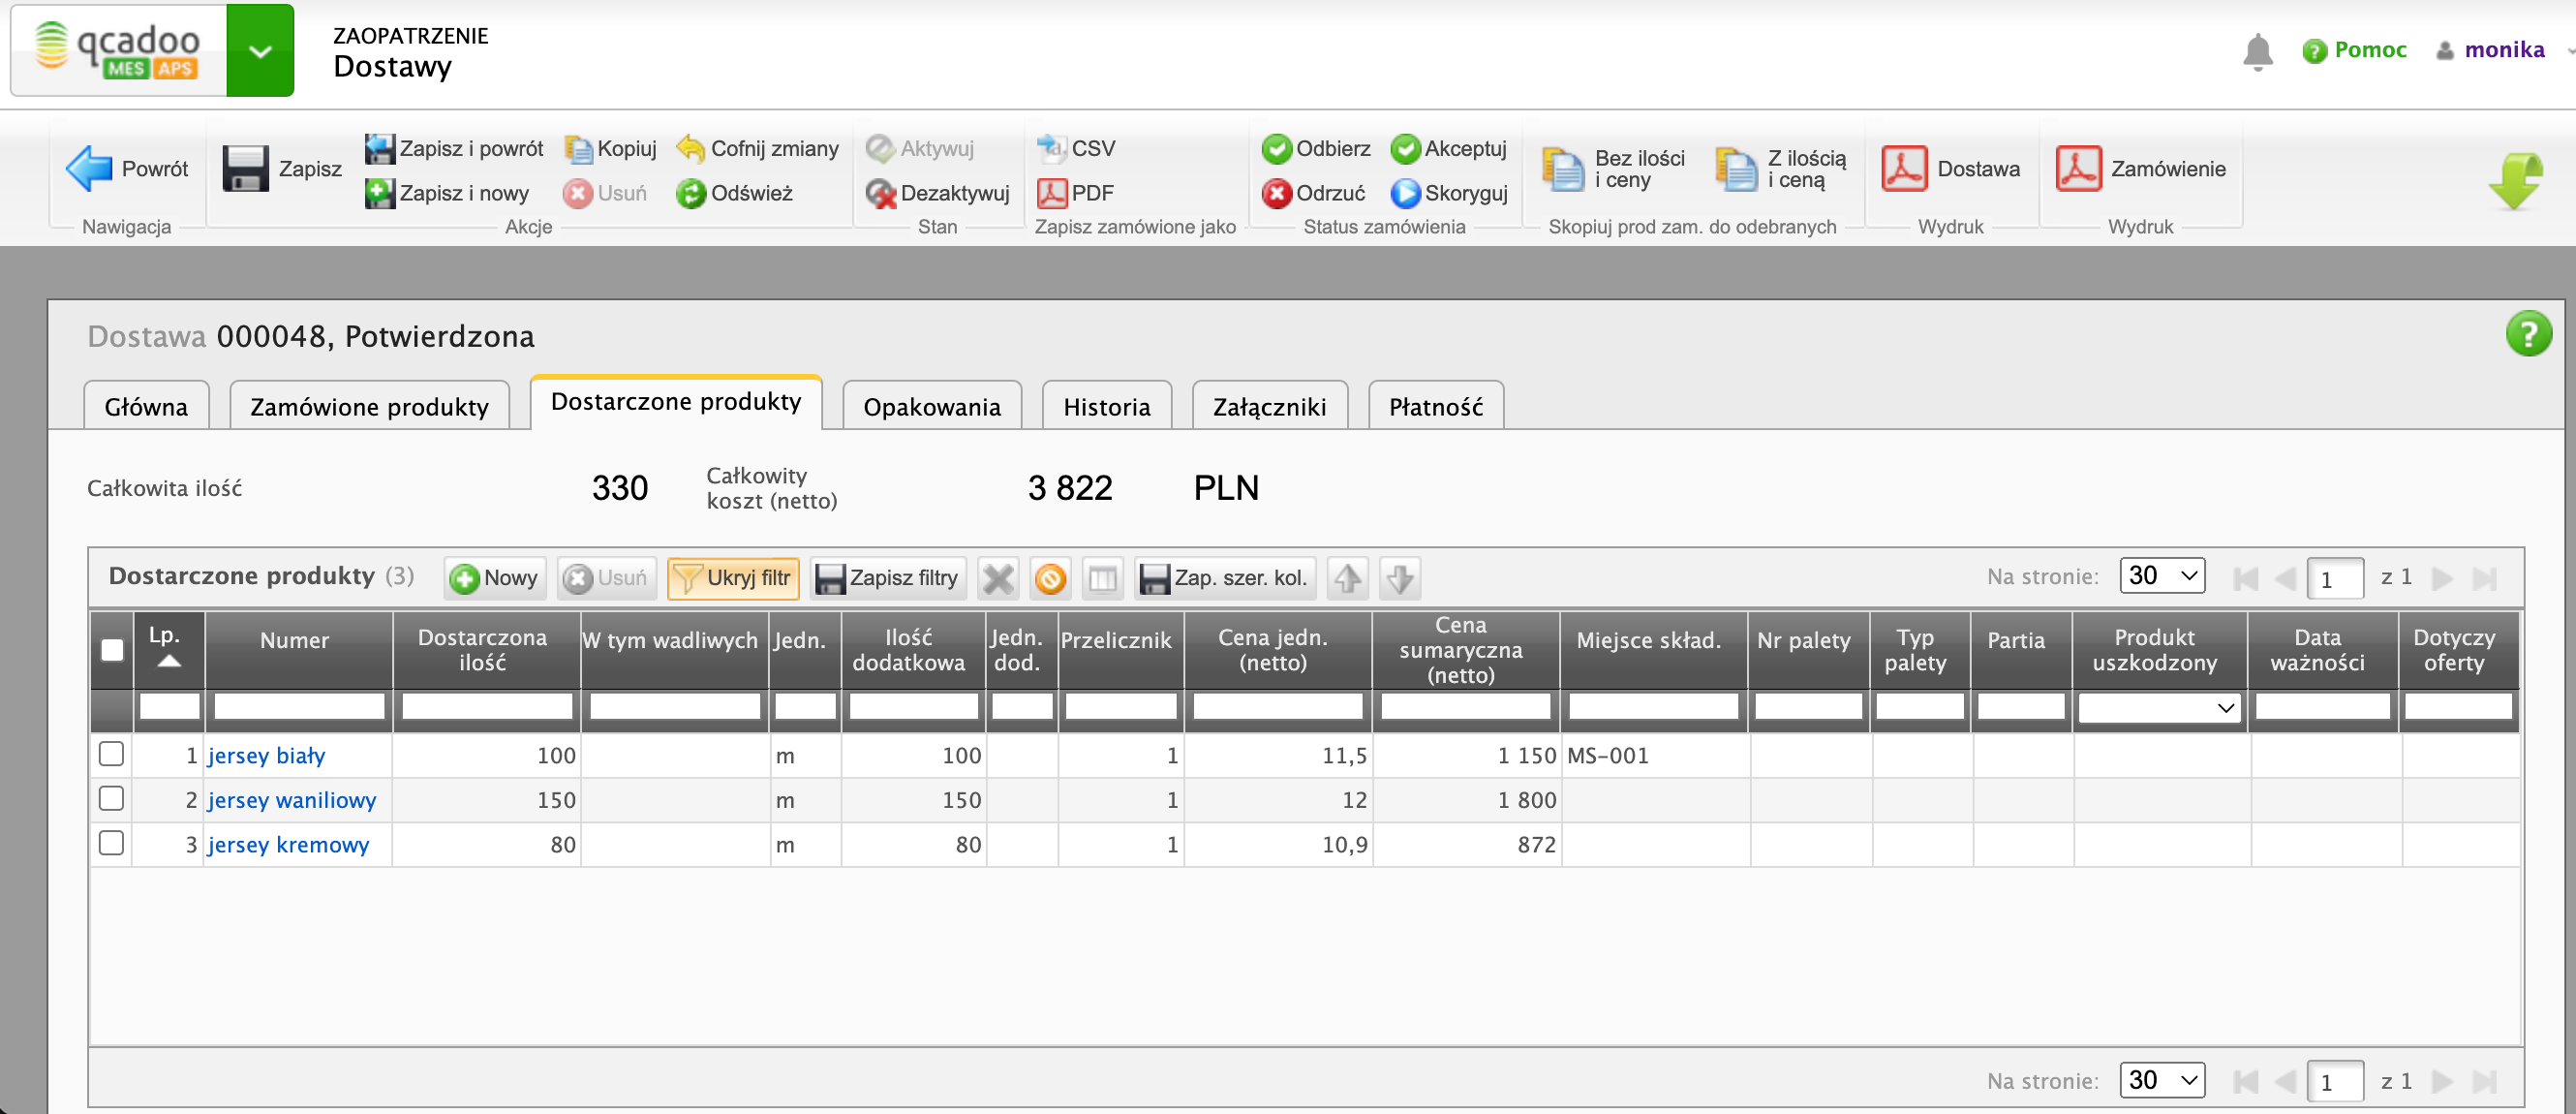 qcadoo
MES APS
ZAOPATRZENIE
Dostawy
Pomoc
monika
Powrót
Nawigacja
Zapisz
Zapisz i powrót
Kopiuj
Cofnij zmiany
Zapisz i nowy
Usuń
Odśwież
Akcje
Aktywuj
Dezaktywuj
Stan
CSV
PDF
Zapisz zamówione jako
Odbierz
Akceptuj
Odrzuć
Skoryguj
Status zamówienia
Bez ilości
i ceny
Z ilością
i ceną
Skopiuj prod zam. do odebranych
Dostawa
Wydruk
Zamówienie
Wydruk
Dostawa 000048, Potwierdzona
?
Główna
Zamówione produkty
Dostarczone produkty
Opakowania
Historia
Załączniki
Płatność
Całkowita ilość
330
Całkowity
koszt (netto)
3 822
PLN
Dostarczone produkty (3)
Nowy
Usuń
Ukryj filtr
Zapisz filtry
Zap. szer. kol.
Na stronie:
30
1
z 1
Lp.
Numer
Dostarczona
ilość
W tym wadliwych
Jedn.
Ilość
dodatkowa
Jedn.
dod.
Przelicznik
Cena jedn.
(netto)
Cena
sumaryczna
(netto)
Miejsce skład.
Nr palety
Typ
palety
Partia
Produkt
uszkodzony
Data
ważności
Dotyczy
oferty
1 jersey biały 100 m 100 1 11,5 1 150 MS-001
2 jersey waniliowy 150 m 150 1 12 1 800
3 jersey kremowy 80 m 80 1 10,9 872
Na stronie:
30
1
z 1